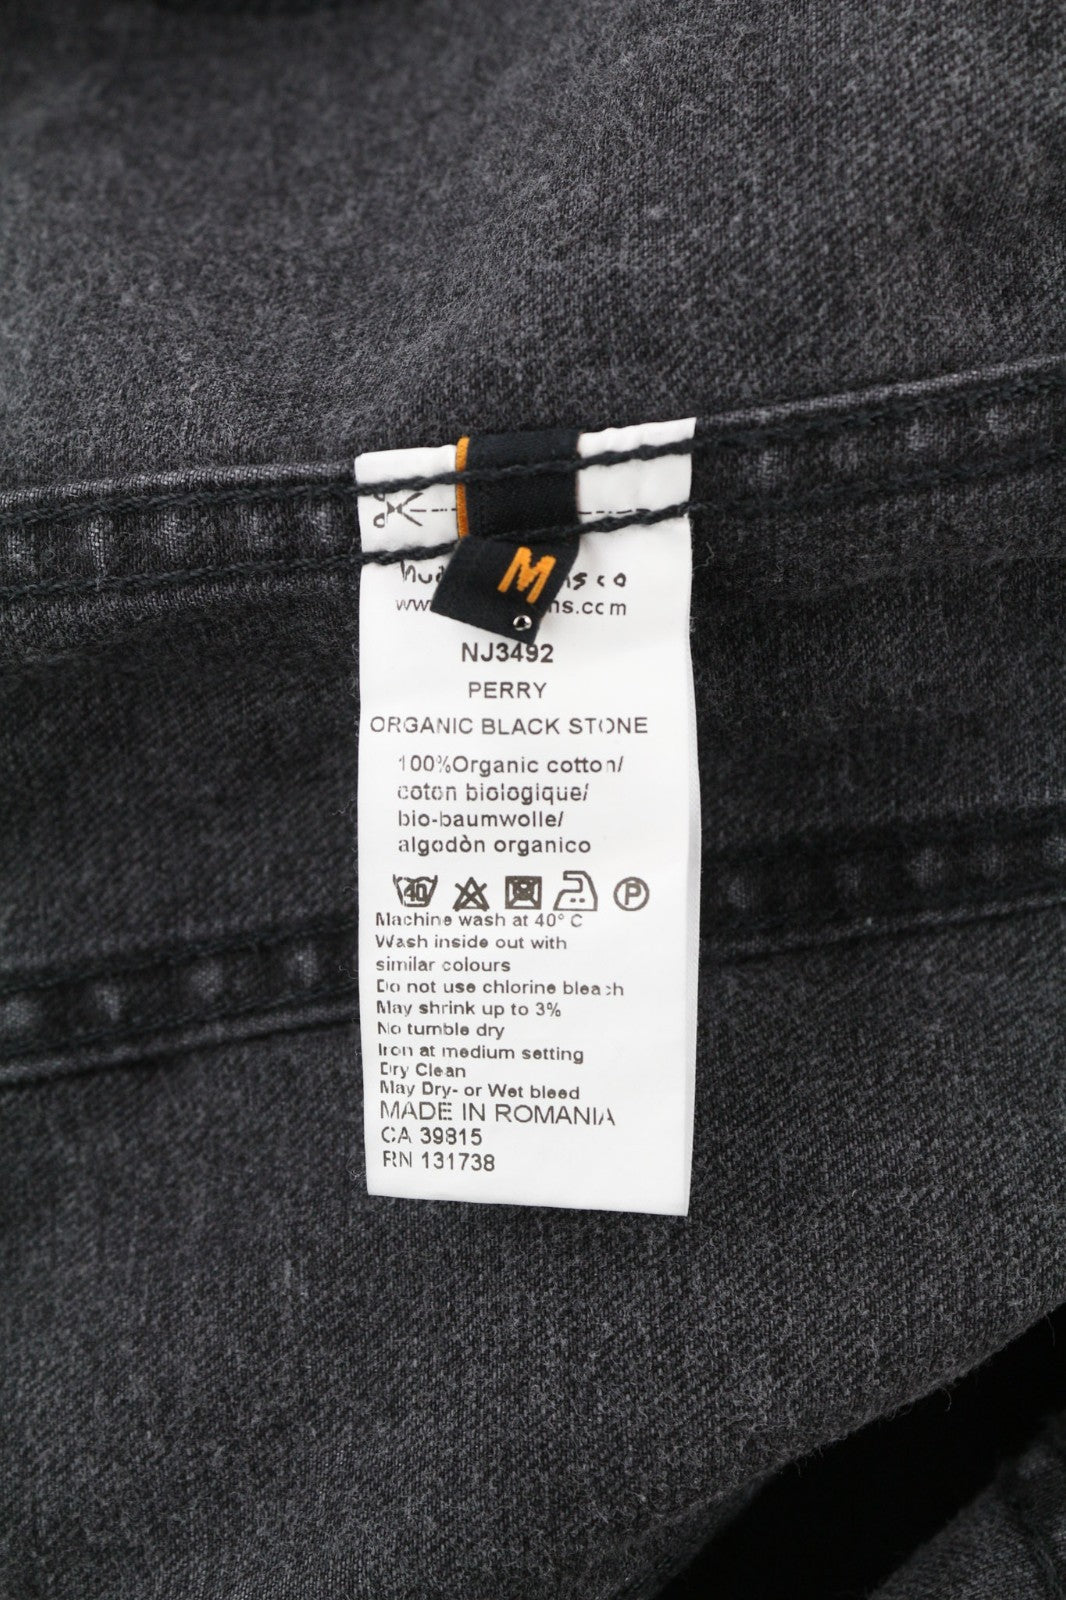 M
co
NJ3492
PERRY
ORGANIC BLACK STONE
100%Organic cotton/
coton biologique/
bio-baumwolle/
algodòn organico
40 P
Machine wash at 40° C
Wash inside out with
similar colours
Do not use chlorine bleach
May shrink up to 3%
No tumble dry
Iron at medium setting
Dry Clean
May Dry- or Wet bleed
MADE IN ROMANIA
CA 39815
RN 131738